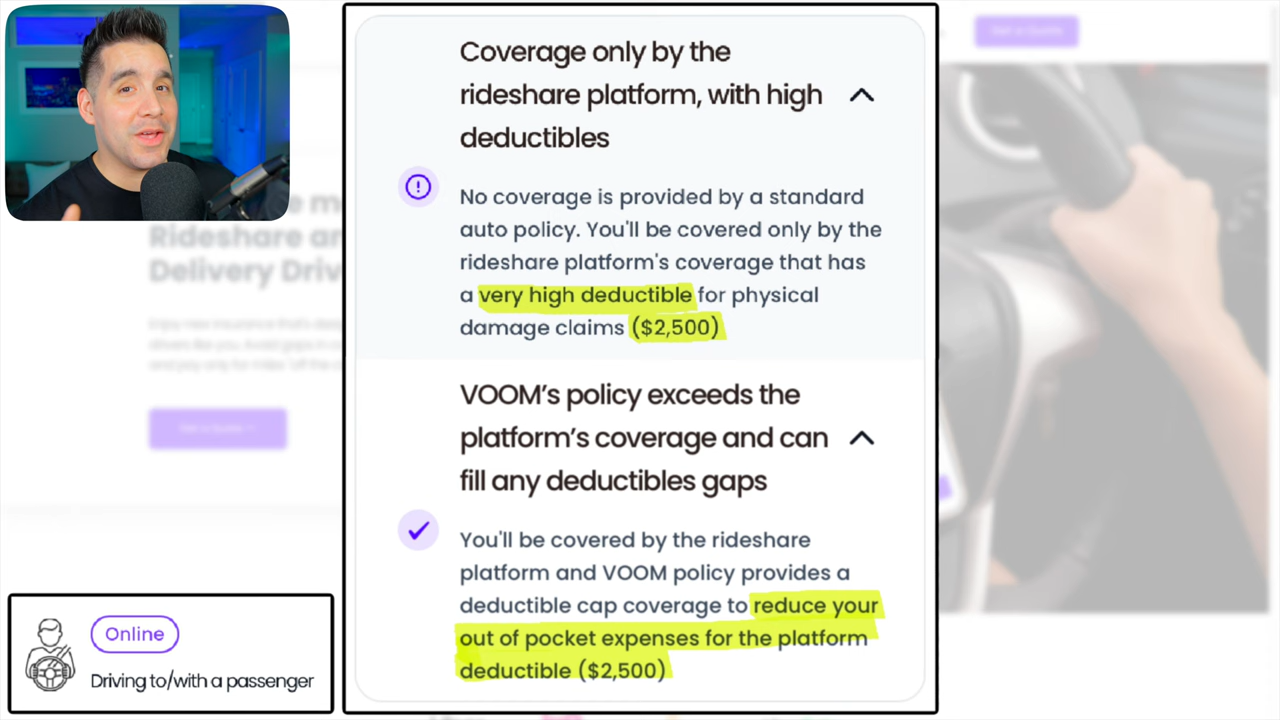 Coverage only by the
rideshare platform, with high
deductibles
No coverage is provided by a standard
auto policy. You'll be covered only by the
rideshare platform's coverage that has
a very high deductible for physical
damage claims ($2,500)
VOOM’s policy exceeds the
platform’s coverage and can
fill any deductibles gaps
You'll be covered by the rideshare
platform and VOOM policy provides a
deductible cap coverage to reduce your
out of pocket expenses for the platform
deductible ($2,500)
Rideshare an
Delivery Driv
Online
Driving to/with a passenger